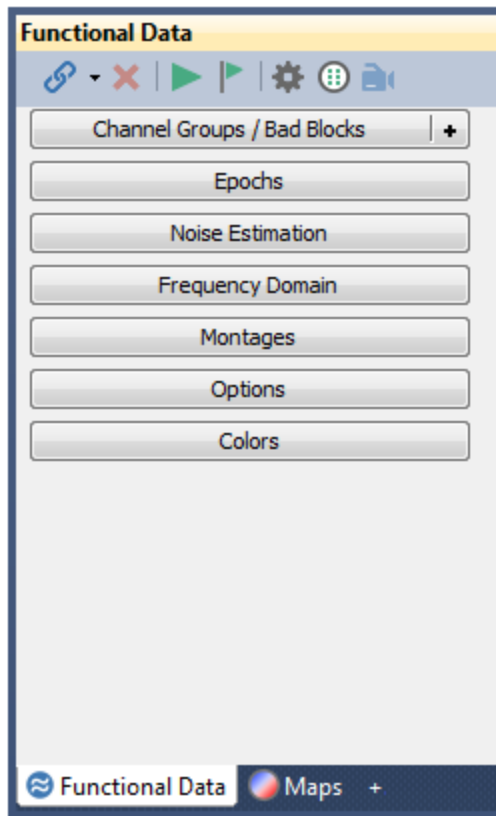 Functional Data
Channel Groups / Bad Blocks +
Epochs
Noise Estimation
Frequency Domain
Montages
Options
Colors
Functional Data Maps +